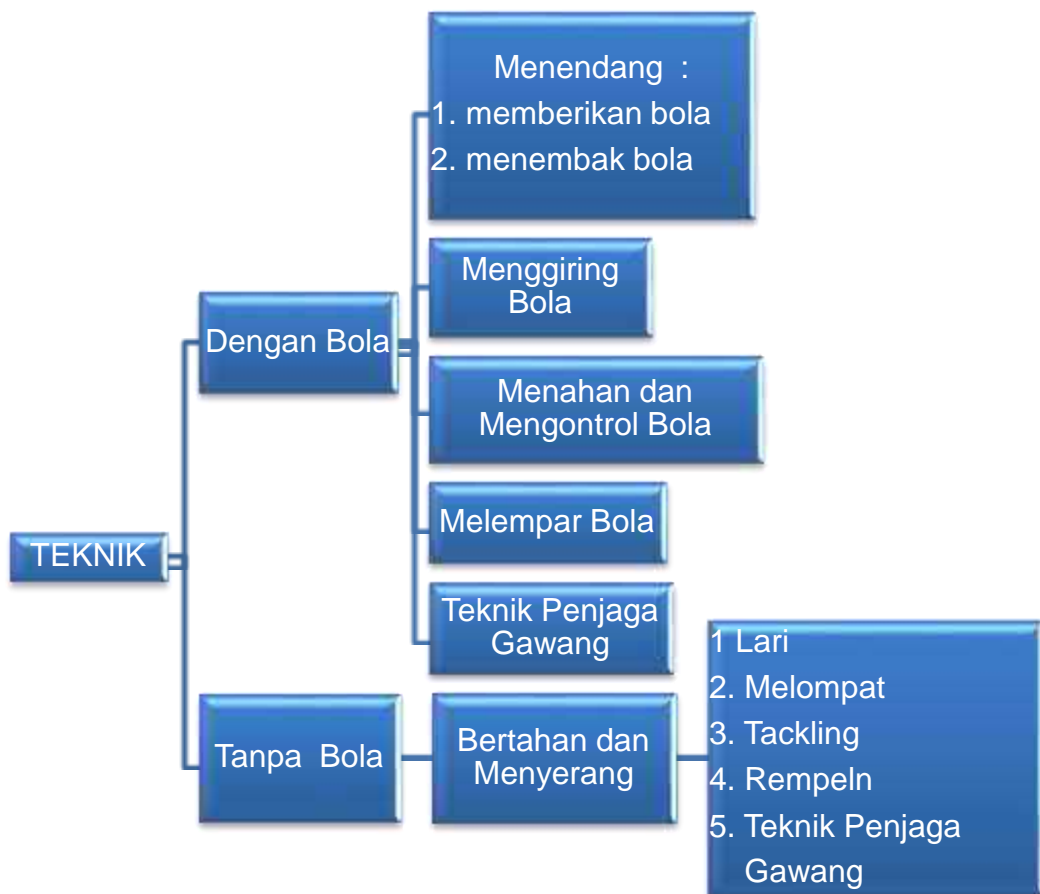 TEKNIK
Dengan Bola
Menendang :
1. memberikan bola
2. menembak bola
Menggiring
Bola
Menahan dan
Mengontrol Bola
Melempar Bola
Teknik Penjaga
Gawang
Tanpa Bola
Bertahan dan
Menyerang
1 Lari
2. Melompat
3. Tackling
4. Rempeln
5. Teknik Penjaga
Gawang